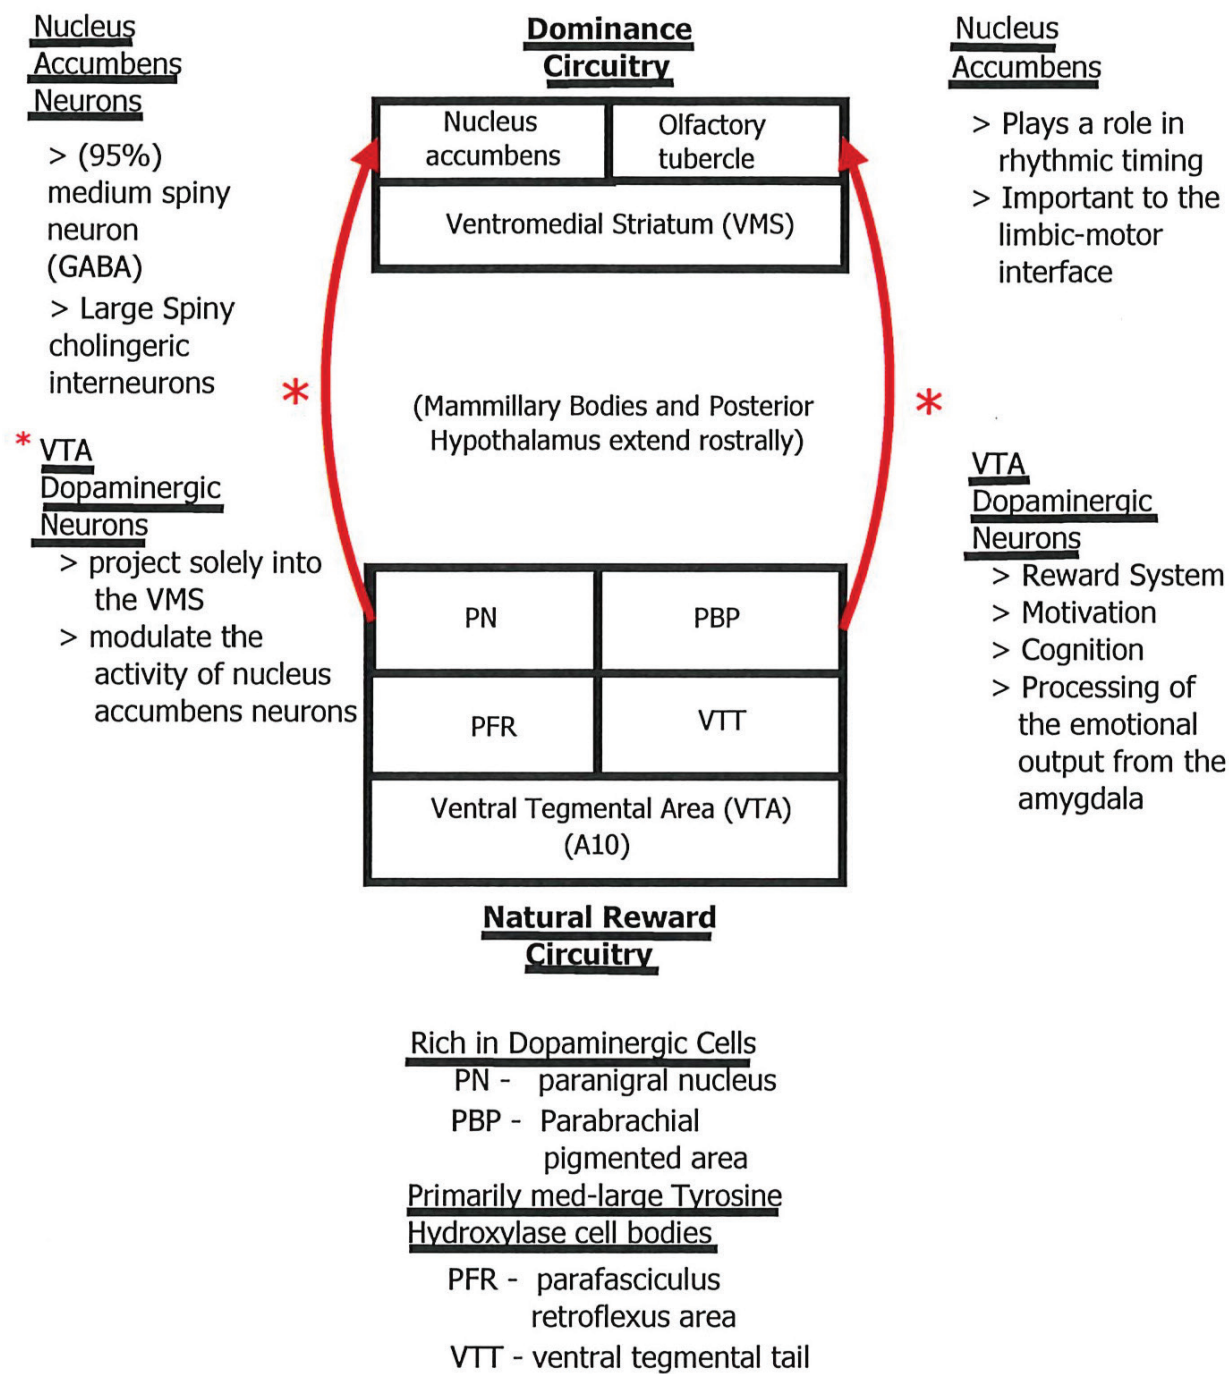 Nucleus
Accumbens
Neurons
> (95%)
medium spiny
neuron
(GABA)
> Large Spiny
cholingeric
interneurons
*
* VTA
Dopaminergic
Neurons
> project solely into
the VMS
> modulate the
activity of nucleus
accumbens neurons
Dominance
Circuitry
Nucleus
accumbens
Olfactory
tubercle
Ventromedial Striatum (VMS)
(Mammillary Bodies and Posterior
Hypothalamus extend rostrally)
PN
PBP
PFR
VTT
Ventral Tegmental Area (VTA)
(A10)
Natural Reward
Circuitry
Nucleus
Accumbens
> Plays a role in
rhythmic timing
> Important to the
limbic-motor
interface
*
VTA
Dopaminergic
Neurons
> Reward System
> Motivation
> Cognition
> Processing of
the emotional
output from the
amygdala
Rich in Dopaminergic Cells
PN - paranigral nucleus
PBP - Parabrachial
pigmented area
Primarily med-large Tyrosine
Hydroxylase cell bodies
PFR - parafasciculus
retroflexus area
VTT - ventral tegmental tail